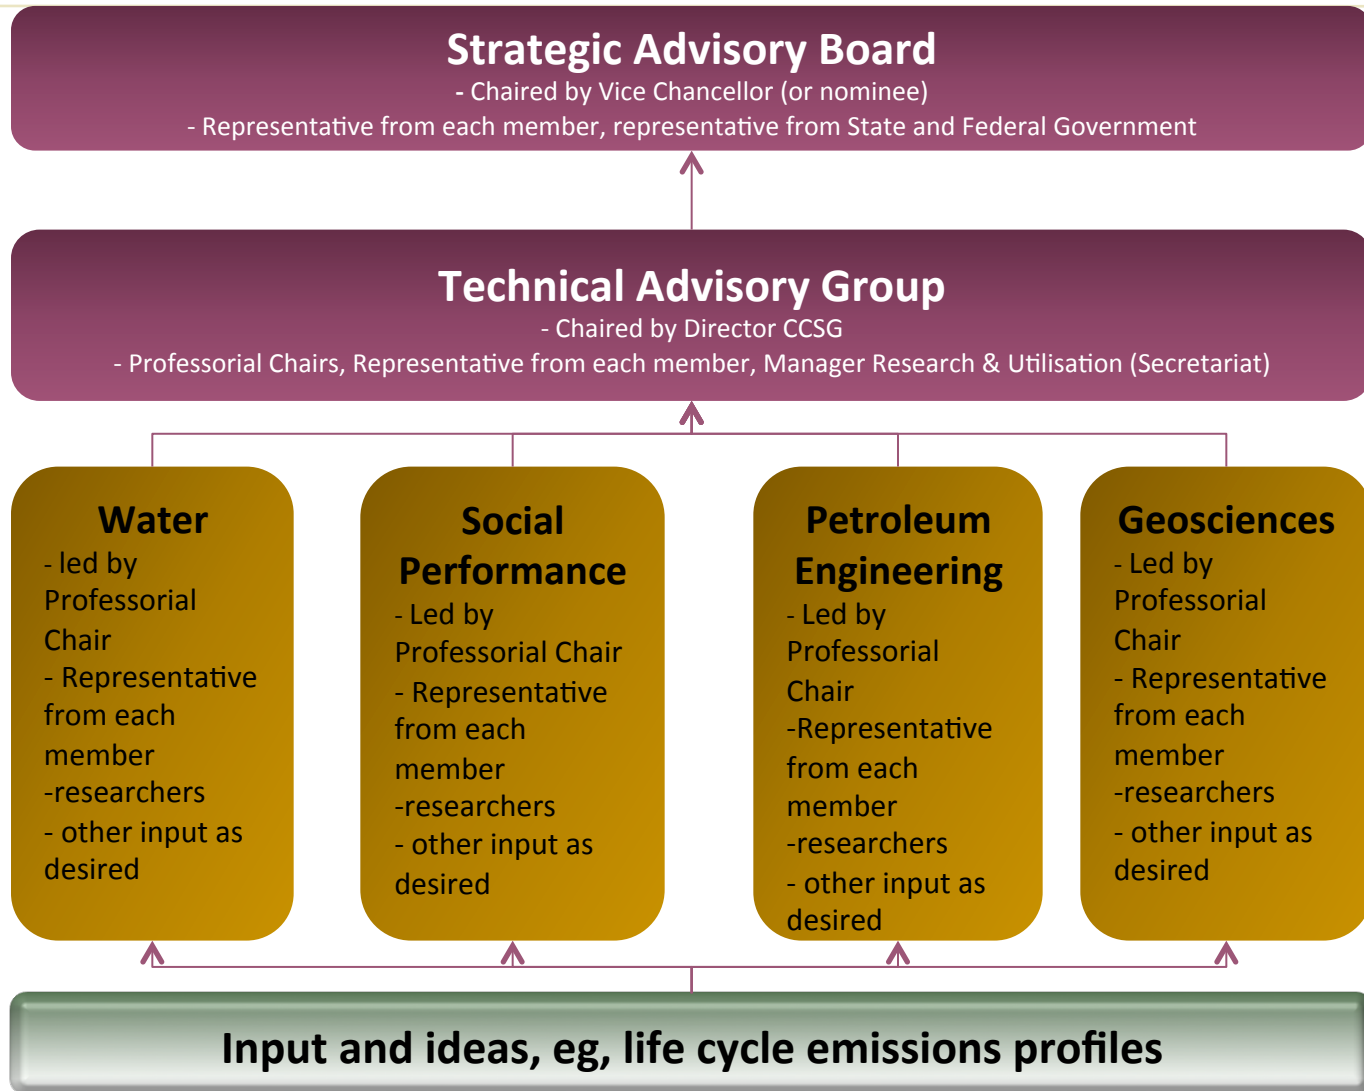 Strategic Advisory Board
- Chaired by Vice Chancellor (or nominee)
- Representative from each member, representative from State and Federal Government
Technical Advisory Group
- Chaired by Director CCSG
- Professorial Chairs, Representative from each member, Manager Research & Utilisation (Secretariat)
Water
- led by
Professorial
Chair
- Representative
from each
member
-researchers
- other input as
desired
Social
Performance
- Led by
Professorial Chair
- Representative
from each
member
-researchers
- other input as
desired
Petroleum
Engineering
- Led by
Professorial
Chair
-Representative
from each
member
-researchers
- other input as
desired
Geosciences
- Led by
Professorial
Chair
- Representative
from each
member
-researchers
- other input as
desired
Input and ideas, eg, life cycle emissions profiles